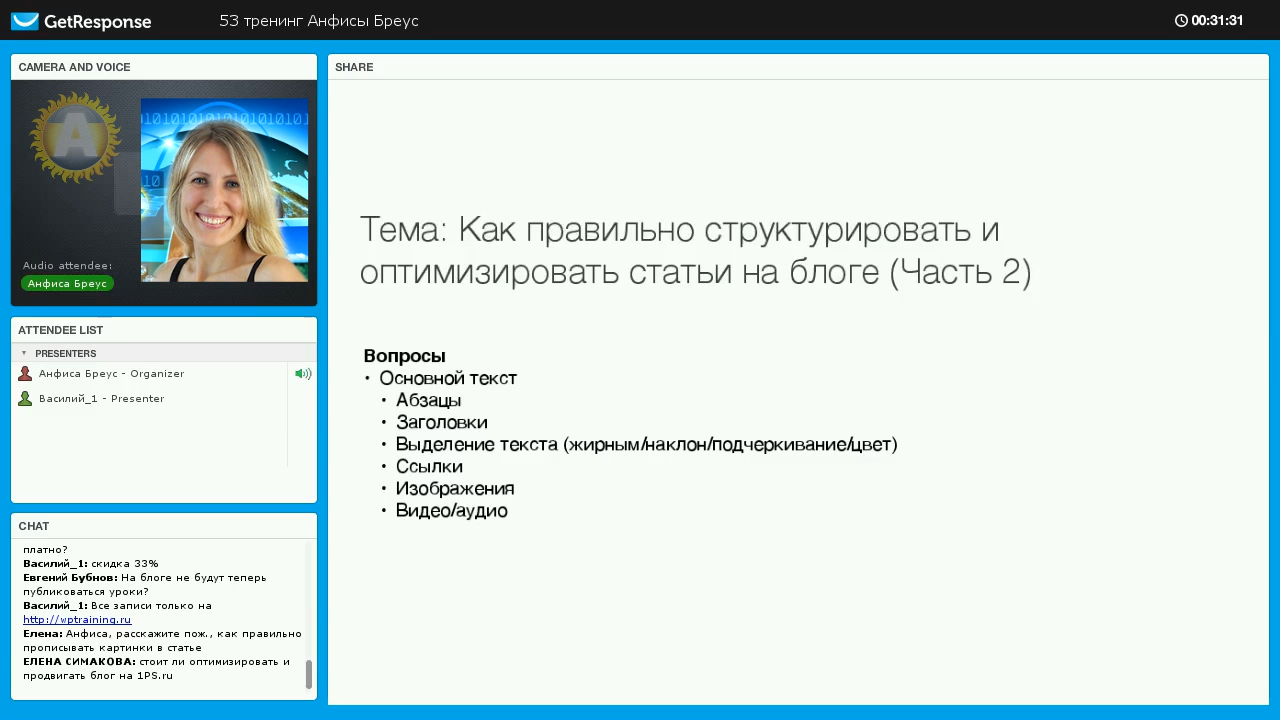 GetResponse
53 тренинг Анфисы Бреус
00:31:31
CAMERA AND VOICE
A
Audio attendee:
Анфиса Бреус
ATTENDEE LIST
PRESENTERS
Анфиса Бреус - Organizer
Василий_1 - Presenter
CHAT
платно?
Василий_1: скидка 33%
Евгений Бубнов: На блоге не будут теперь
публиковаться уроки?
Василий_1: Все записи только на
http://wptraining.ru
Елена: Анфиса, расскажите пож., как правильно
прописывать картинки в статье
ЕЛЕНА СИМАКОВА: стоит ли оптимизировать и
продвигать блог на 1PS.ru
SHARE
Тема: Как правильно структурировать и
оптимизировать статьи на блоге (Часть 2)
Вопросы
• Основной текст
• Абзацы
• Заголовки
• Выделение текста (жирным/наклон/подчеркивание/цвет)
• Ссылки
• Изображения
• Видео/аудио